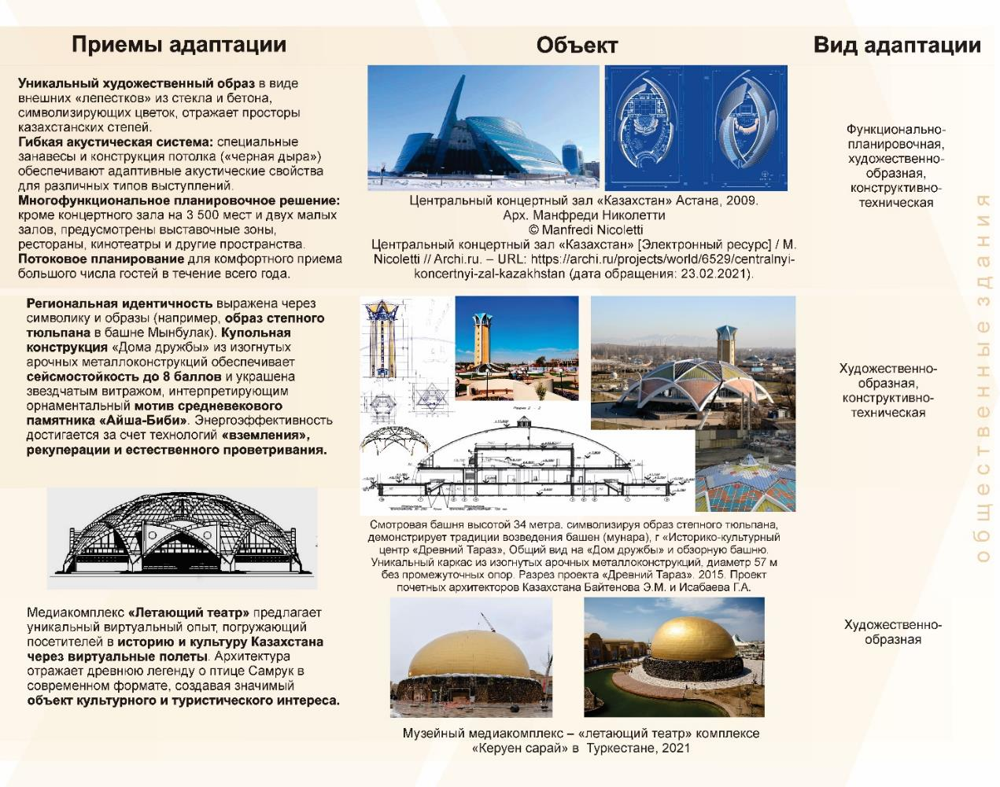 Приемы адаптации
Объект
Вид адаптации
Уникальный художественный образ в виде
внешних «лепестков» из стекла и бетона,
символизирующих цветок, отражает просторы
казахстанских степей.
Гибкая акустическая система: специальные
занавесы и конструкция потолка («черная дыра»)
обеспечивают адаптивные акустические свойства
для различных типов выступлений.
Многофункциональное планировочное решение:
кроме концертного зала на 3 500 мест и двух малых
залов, предусмотрены выставочные зоны,
рестораны, кинотеатры и другие пространства.
Потоковое планирование для комфортного приема
большого числа гостей в течение всего года.
Центральный концертный зал «Казахстан» Астана, 2009.
Арх. Манфреди Николетти
© Manfredi Nicoletti
Центральный концертный зал «Казахстан» [Электронный ресурс] / M.
Nicoletti // Archi.ru. – URL: https://archi.ru/projects/world/6529/centralnyi-
koncertnyi-zal-kazakhstan (дата обращения: 23.02.2021).
Функционально-
планировочная,
художественно-
образная,
конструктивно-
техническая
Региональная идентичность выражена через
символику и образы (например, образ степного
тюльпана в башне Мынбулак). Купольная
конструкция «Дома дружбы» из изогнутых
арочных металлоконструкций обеспечивает
сейсмостойкость до 8 баллов и украшена
звездчатым витражом, интерпретирующим
орнаментальный мотив средневекового
памятника «Айша-Биби». Энергоэффективность
достигается за счет технологий «вземления»,
рекуперации и естественного проветривания.
Разрез 2 - 2
Смотровая башня высотой 34 метра. символизируя образ степного тюльпана,
демонстрирует традиции возведения башен (мунара), г «Историко-культурный
центр «Древний Тараз», Общий вид на «Дом дружбы» и обзорную башню.
Уникальный каркас из изогнутых арочных металлоконструкций, диаметр 57 м
без промежуточных опор. Разрез проекта «Древний Тараз». 2015. Проект
почетных архитекторов Казахстана Байтенова Э.М. и Исабаева Г.А.
Художественно-
образная,
конструктивно-
техническая
Медиакомплекс «Летающий театр» предлагает
уникальный виртуальный опыт, погружающий
посетителей в историю и культуру Казахстана
через виртуальные полеты. Архитектура
отражает древнюю легенду о птице Самрук в
современном формате, создавая значимый
объект культурного и туристического интереса.
Музейный медиакомплекс – «летающий театр» комплексе
«Керуен сарай» в Туркестане, 2021
Художественно-
образная
общественные здания